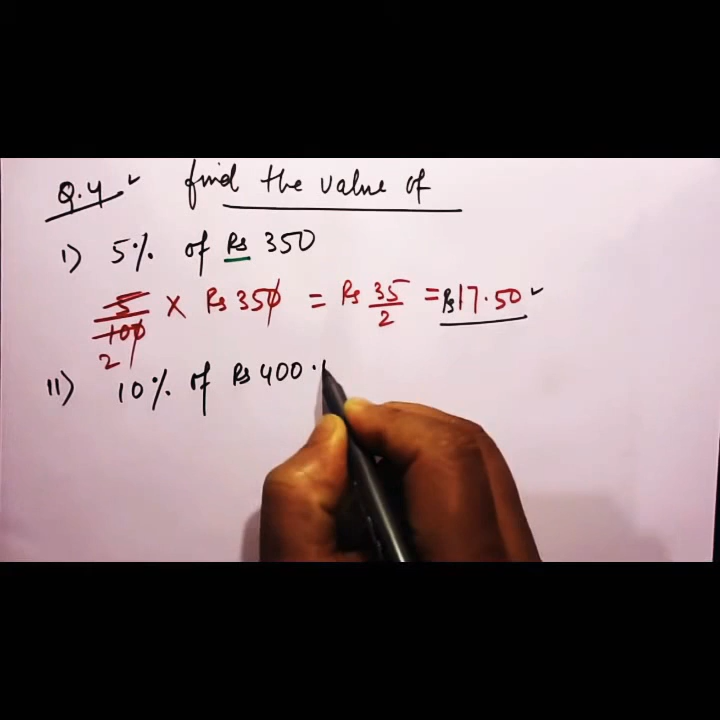 Q.4 find the value of
i) 5% of Rs 350
5/100 × Rs 350 = Rs 35/2 = Rs 17.50
2
ii) 10% of Rs 400.